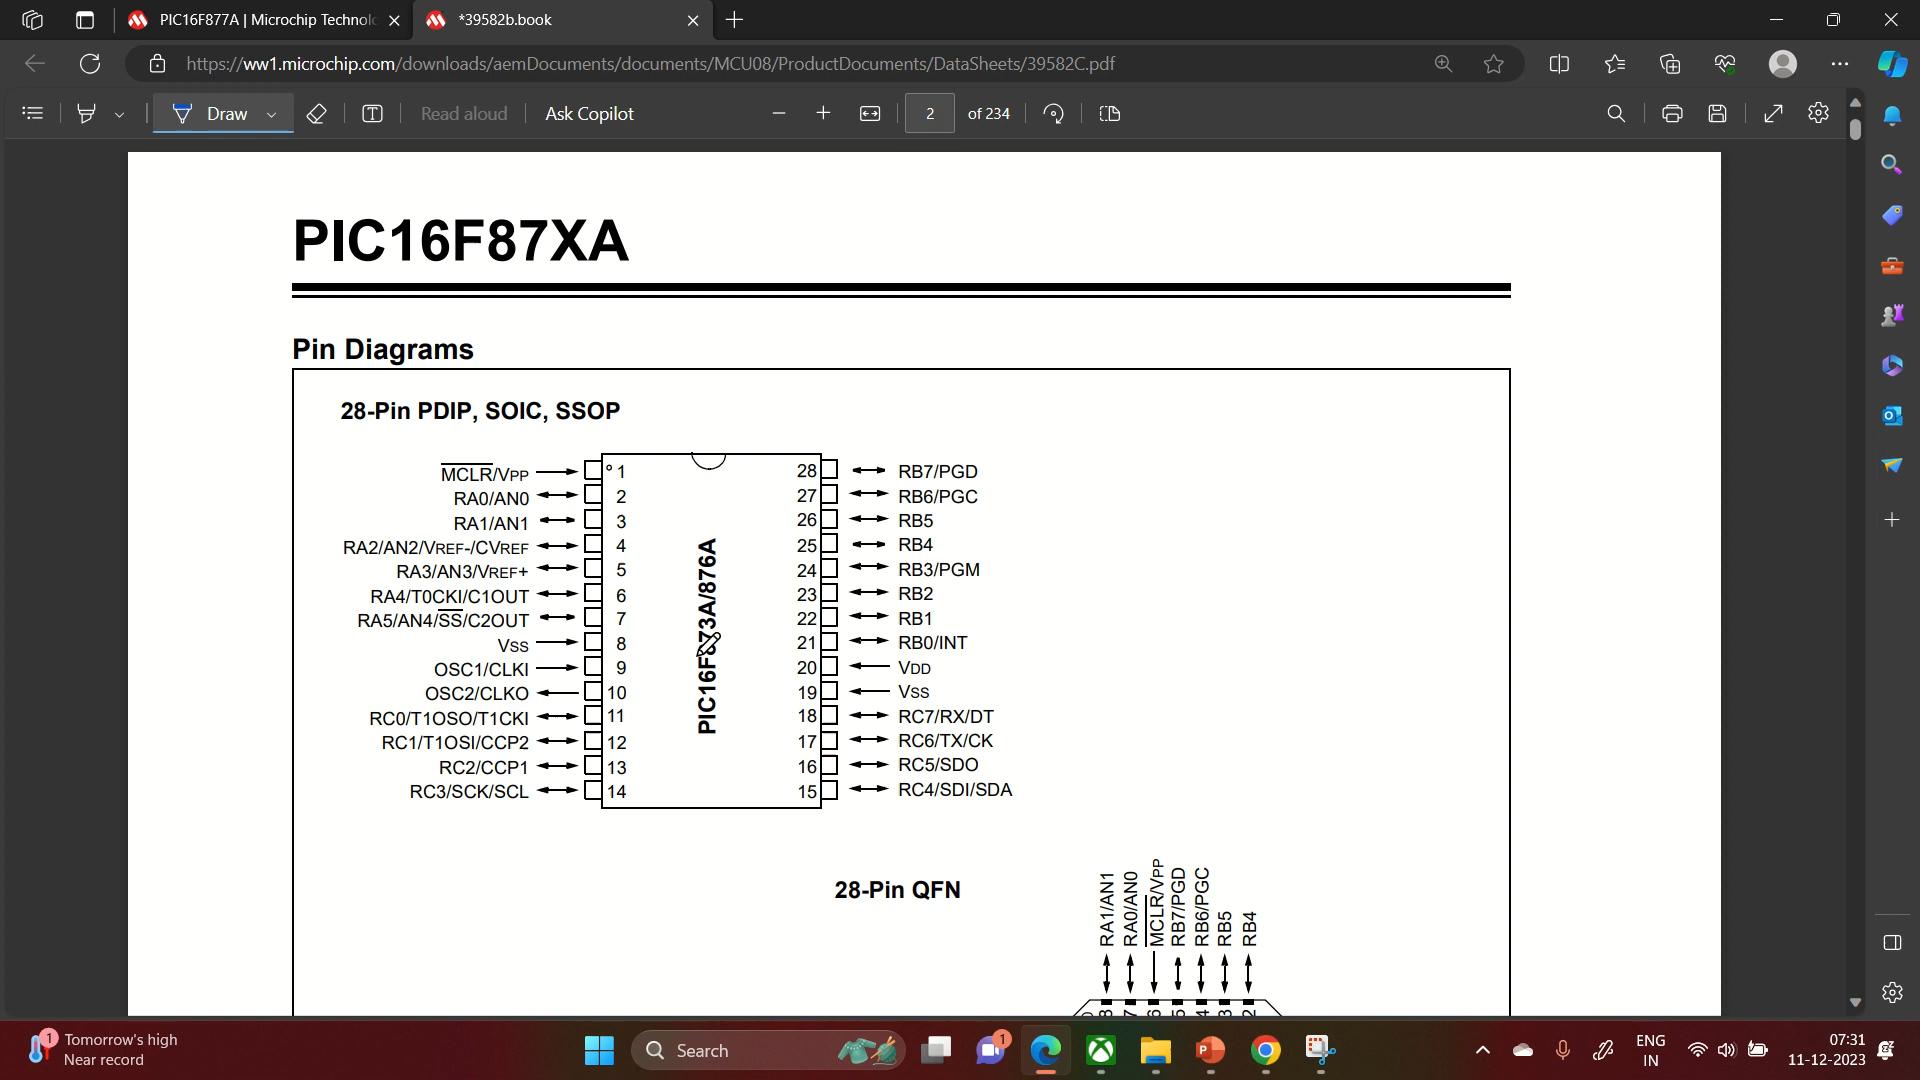 PIC16F877A | Microchip Technolo
*39582b.book
https://ww1.microchip.com/downloads/aemDocuments/documents/MCU08/ProductDocuments/DataSheets/39582C.pdf
Draw
Read aloud
Ask Copilot
2 of 234
PIC16F87XA
Pin Diagrams
28-Pin PDIP, SOIC, SSOP
MCLR/VPP 1 28 RB7/PGD
RA0/AN0 2 27 RB6/PGC
RA1/AN1 3 26 RB5
RA2/AN2/VREF-/CVREF 4 25 RB4
RA3/AN3/VREF+ 5 24 RB3/PGM
RA4/T0CKI/C1OUT 6 23 RB2
RA5/AN4/SS/C2OUT 7 22 RB1
VSS 8 21 RB0/INT
OSC1/CLKI 9 20 VDD
OSC2/CLKO 10 19 VSS
RC0/T1OSO/T1CKI 11 18 RC7/RX/DT
RC1/T1OSI/CCP2 12 17 RC6/TX/CK
RC2/CCP1 13 16 RC5/SDO
RC3/SCK/SCL 14 15 RC4/SDI/SDA
PIC16F873A/876A
28-Pin QFN
RA1/AN1
RA0/AN0
MCLR/VPP
RB7/PGD
RB6/PGC
RB5
RB4
1
Tomorrow's high
Near record
Search
1
ENG
IN
07:31
11-12-2023